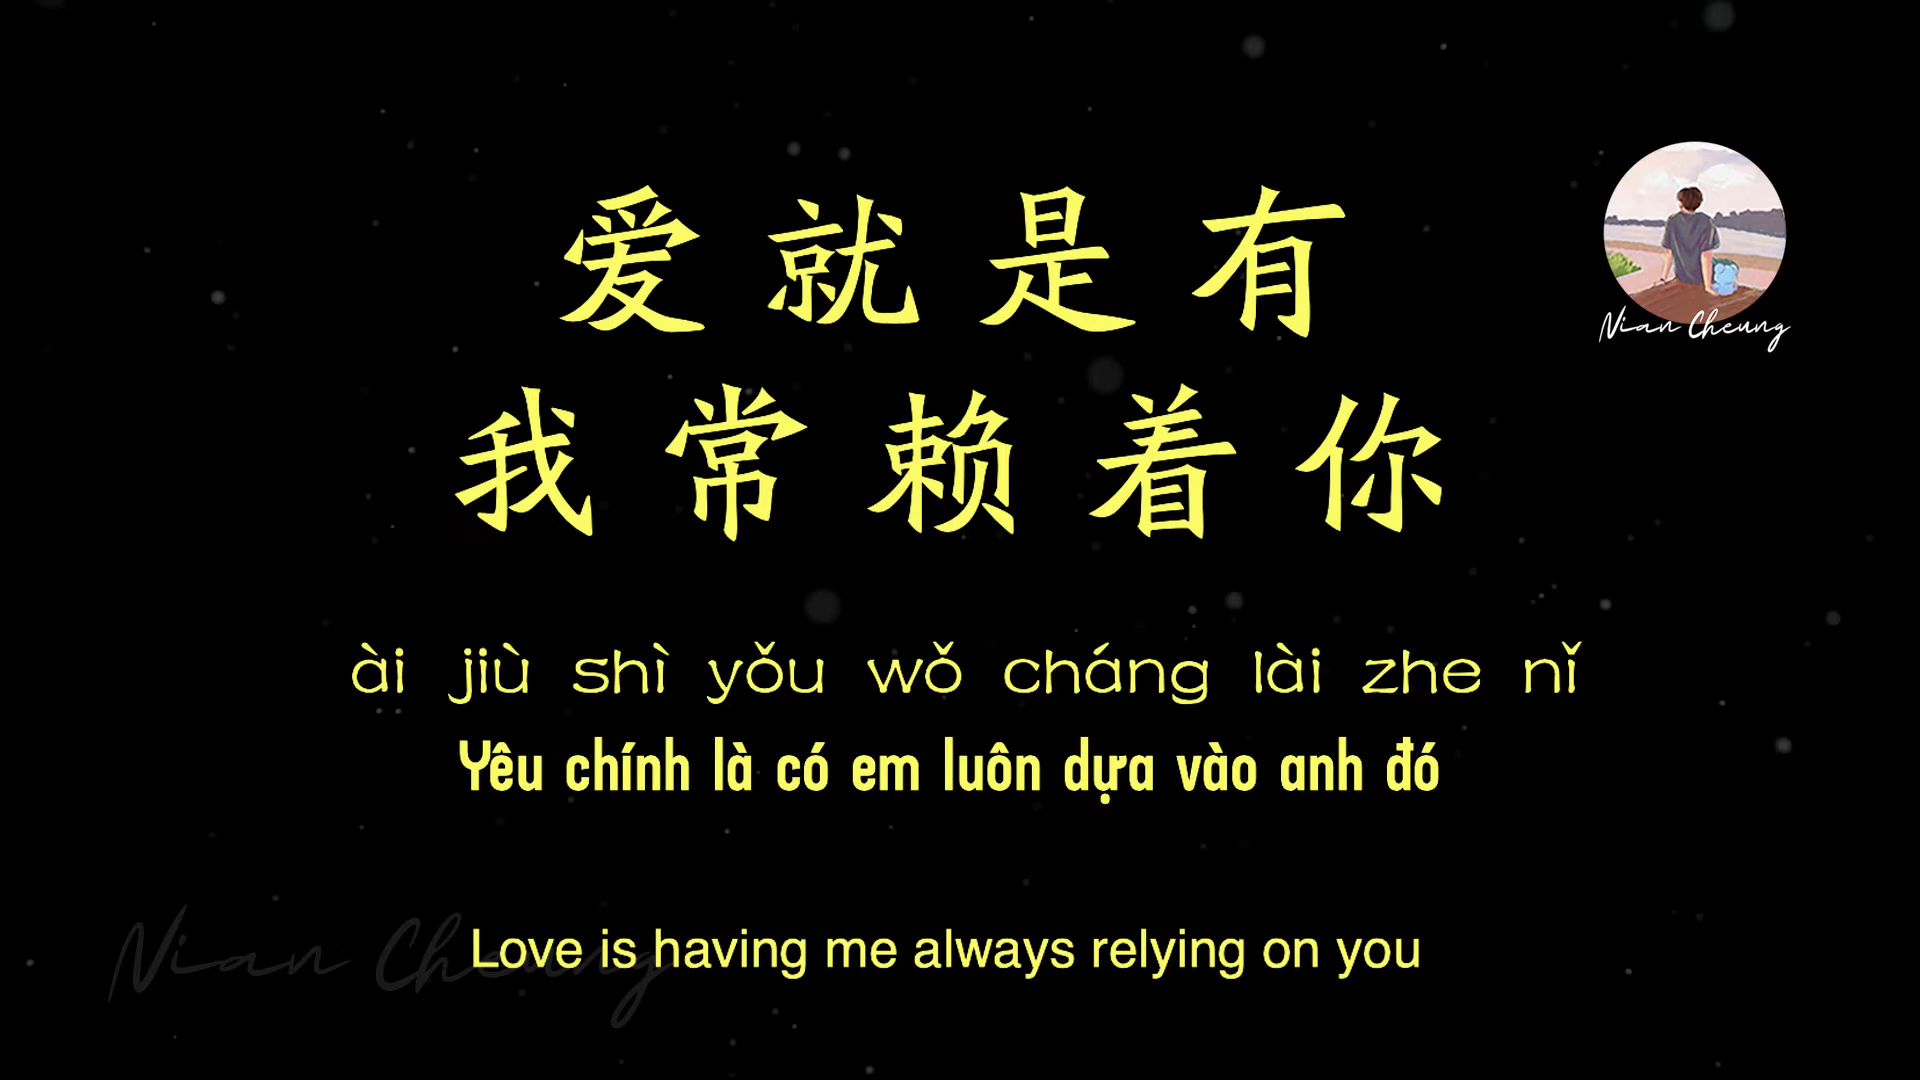 爱就是有
Nian Cheung
我常赖着你
ài jiù shì yǒu wǒ cháng lài zhe nǐ
Yêu chính là có em luôn dựa vào anh đó
Nian Cheung
Love is having me always relying on you